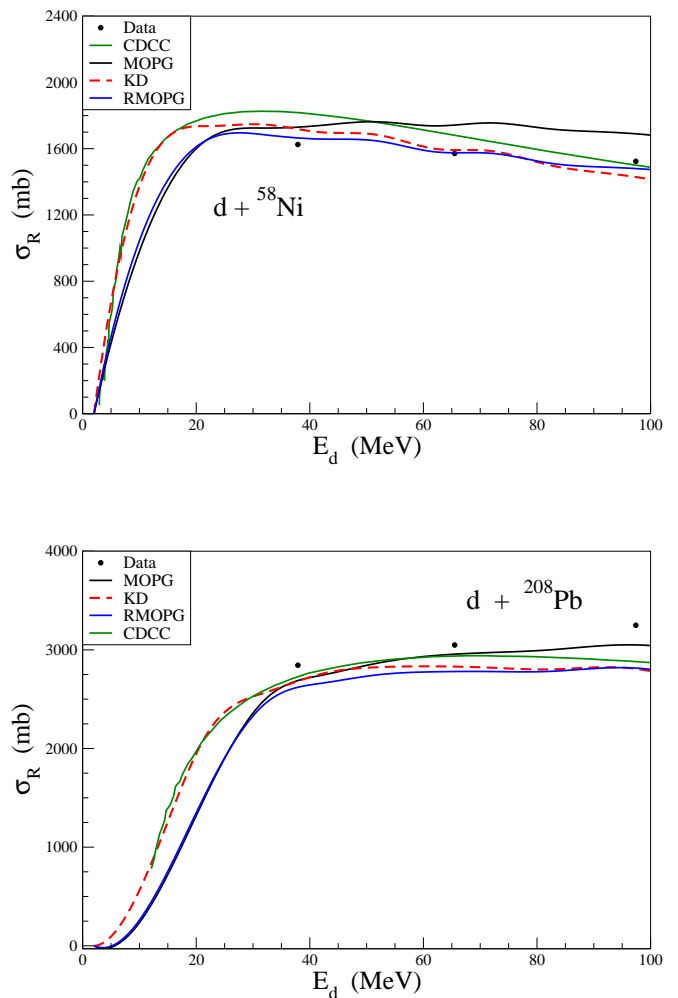 2400
2000
1600
1200
800
400
0
σR (mb)
Data
CDCC
MOPG
KD
RMOPG
d + 58Ni
0 20 40 60 80 100
Ed (MeV)
4000
3000
2000
1000
0
σR (mb)
Data
MOPG
KD
RMOPG
CDCC
d + 208Pb
0 20 40 60 80 100
Ed (MeV)